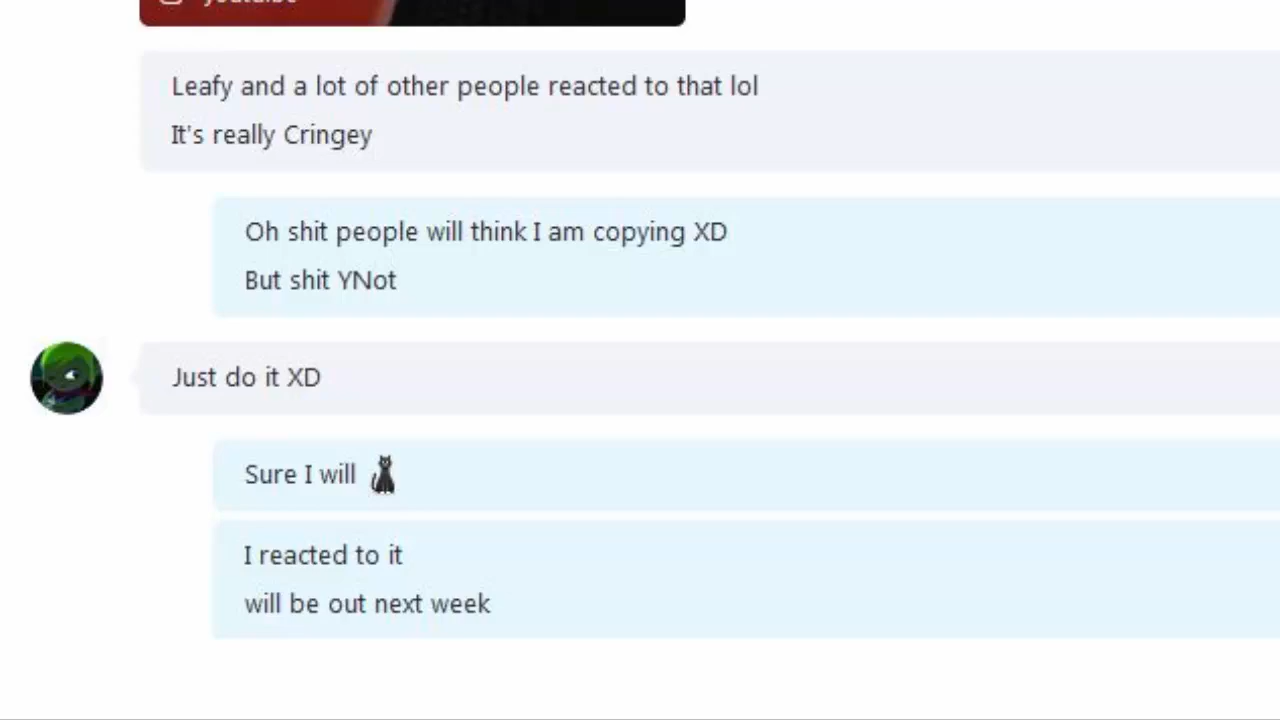 Leafy and a lot of other people reacted to that lol
It's really Cringey
Oh shit people will think I am copying XD
But shit YNot
Just do it XD
Sure I will
I reacted to it
will be out next week